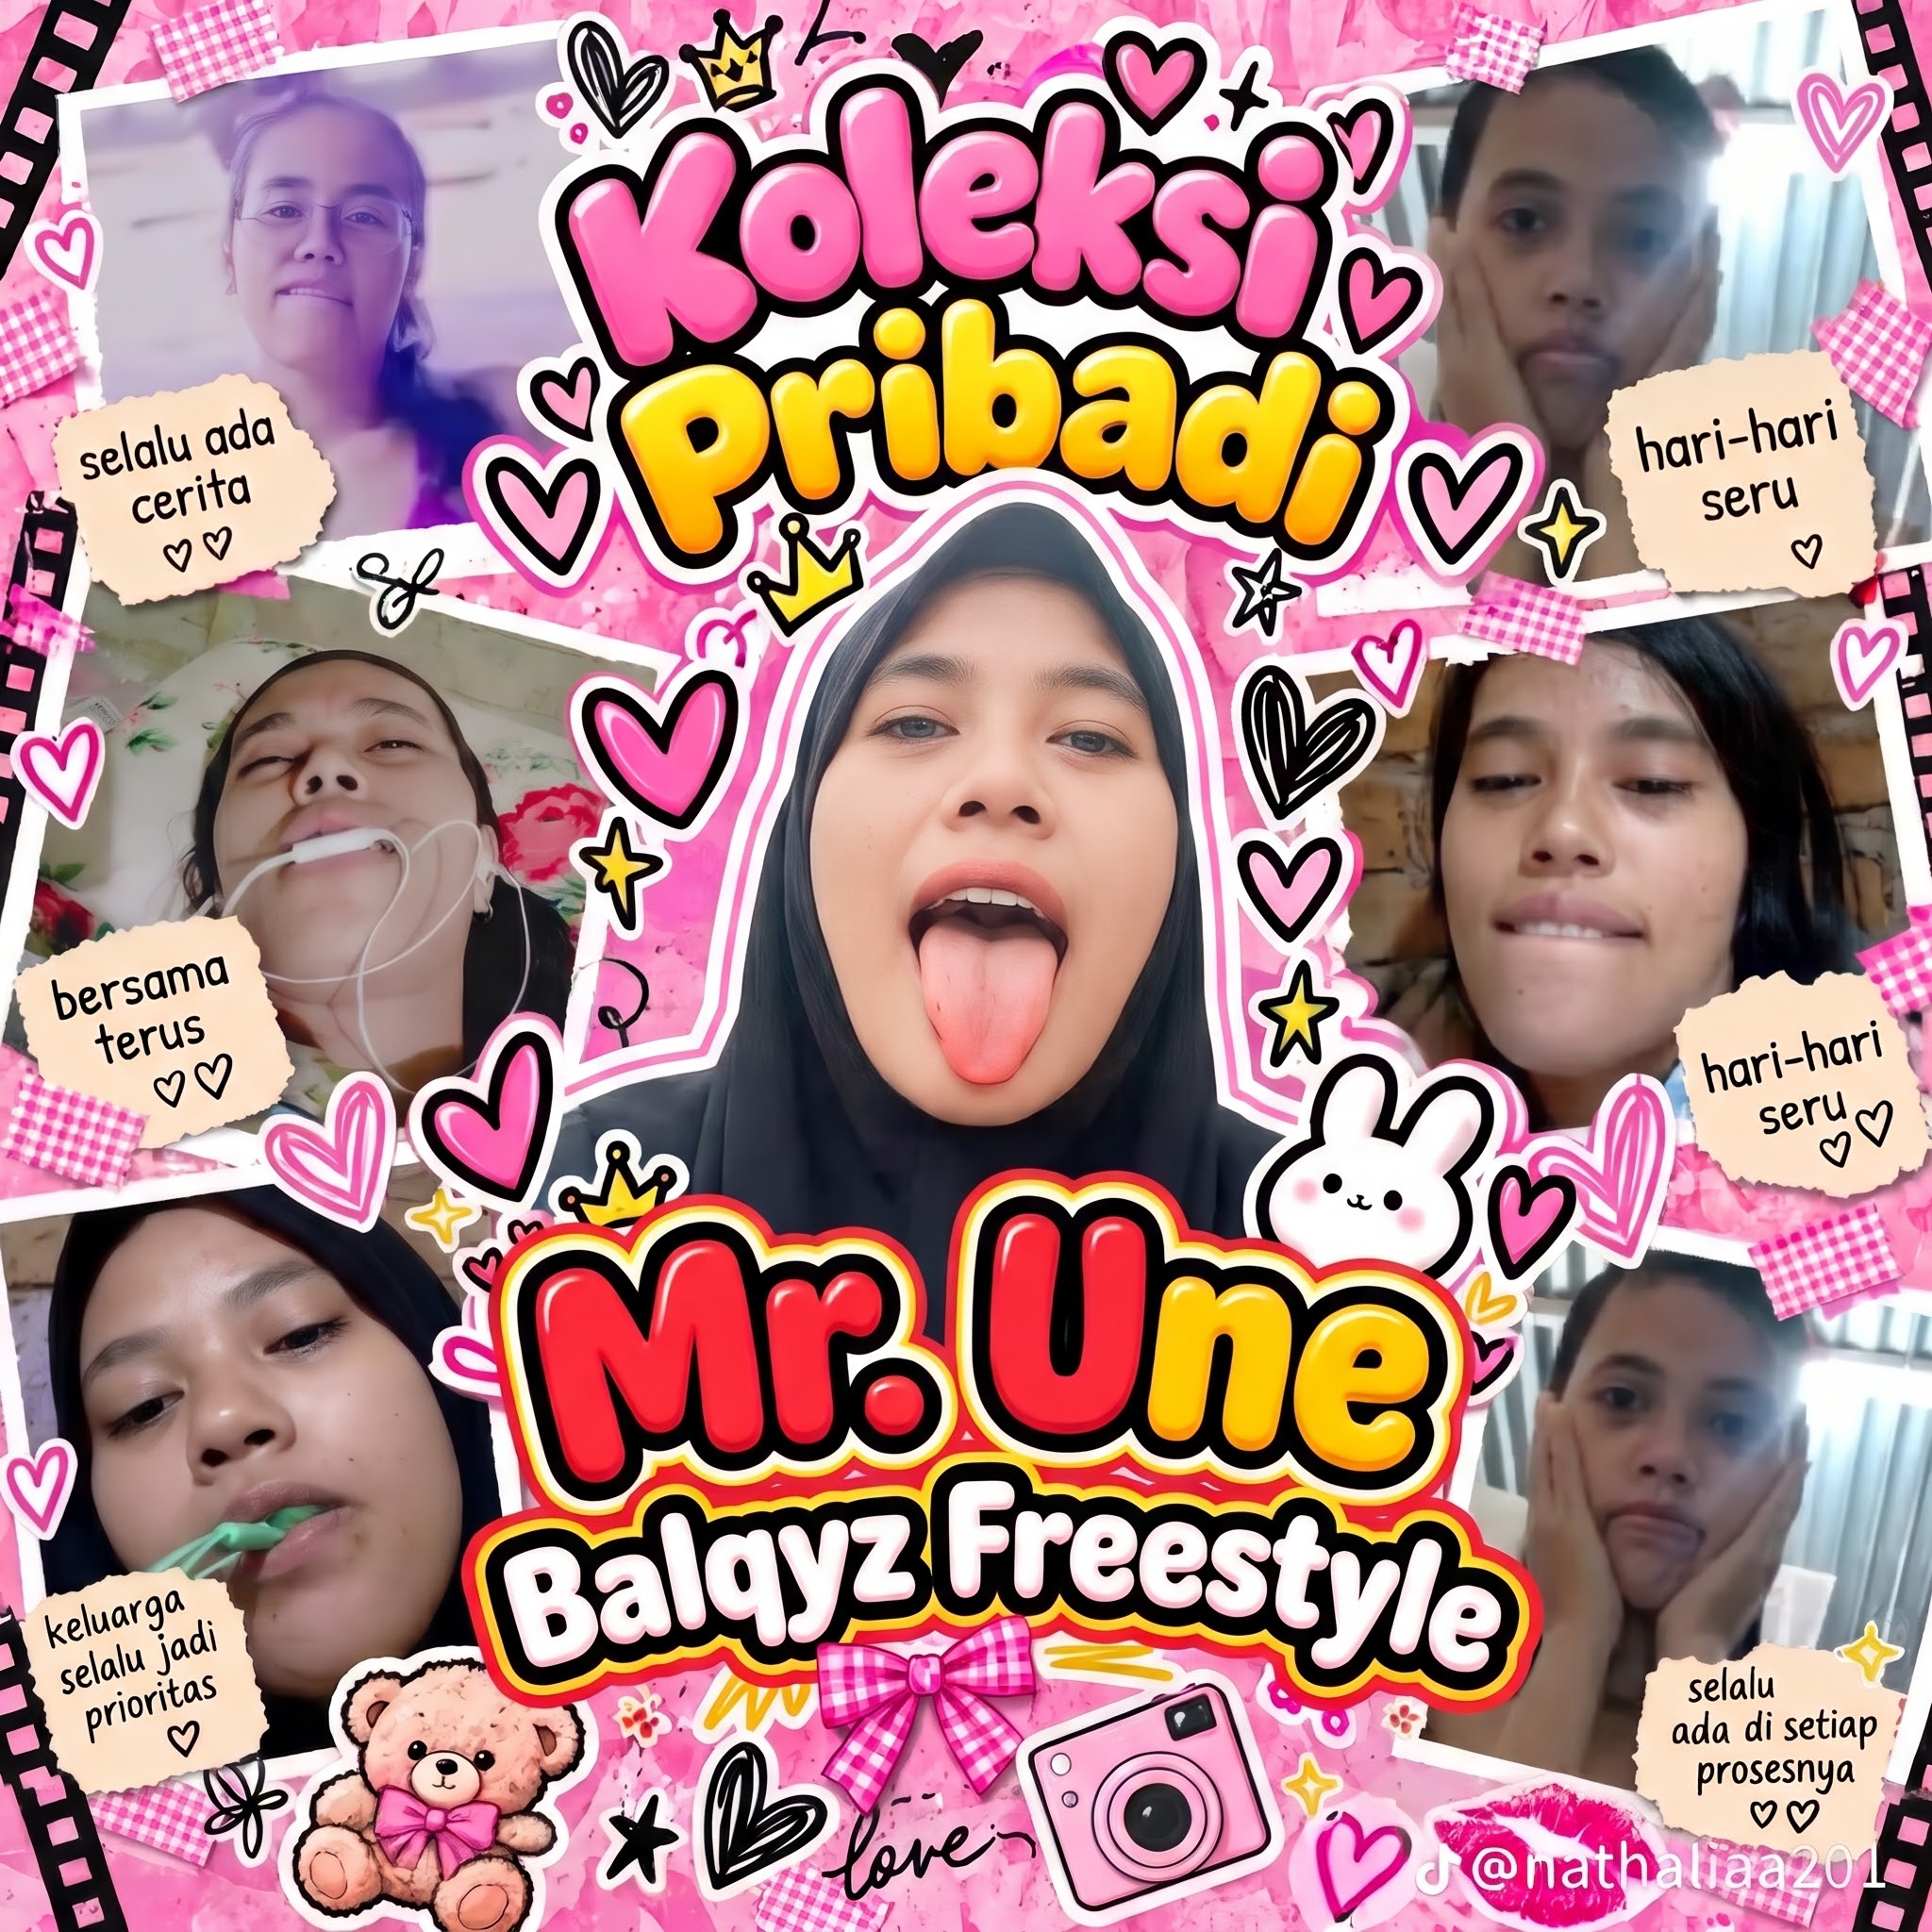 Koleksi
Pribadi
selalu ada
cerita
hari-hari
seru
bersama
terus
hari-hari
seru
Mr. Une
Balqyz Freestyle
keluarga
selalu jadi
prioritas
selalu
ada di setiap
prosesnya
love
@nathaliaa201